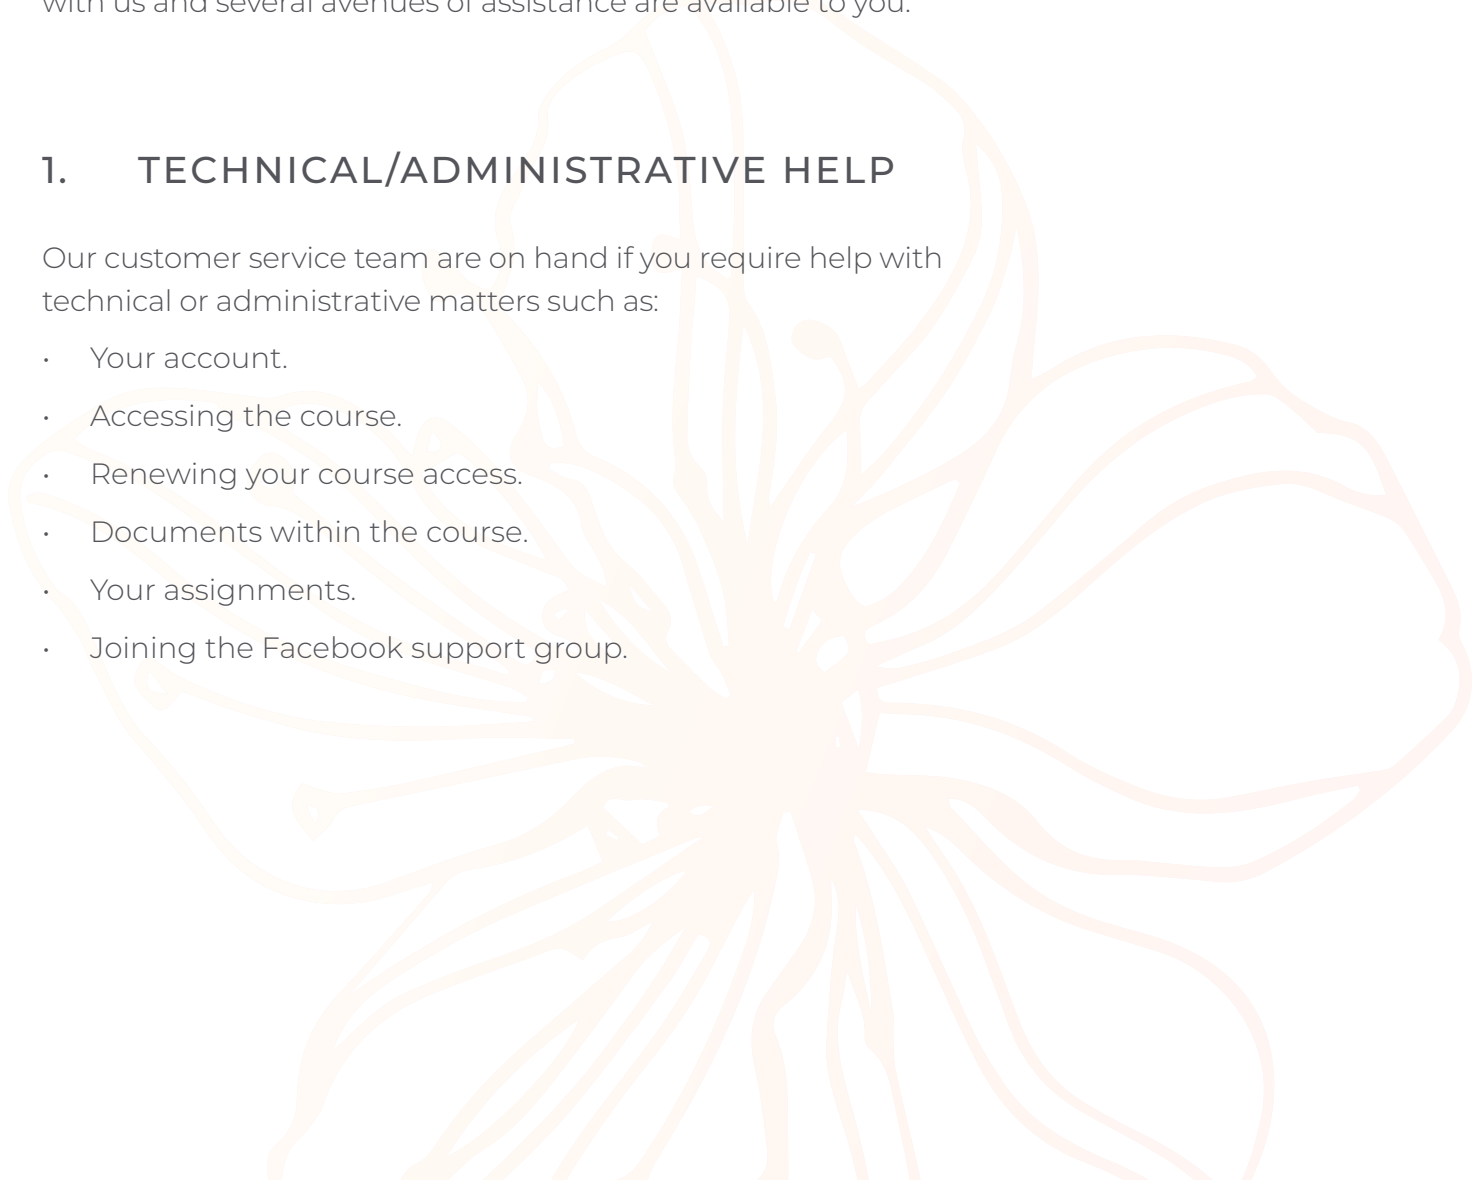 with us and several avenues of assistance are available to you.
1. TECHNICAL/ADMINISTRATIVE HELP
Our customer service team are on hand if you require help with
technical or administrative matters such as:
• Your account.
• Accessing the course.
• Renewing your course access.
• Documents within the course.
• Your assignments.
• Joining the Facebook support group.